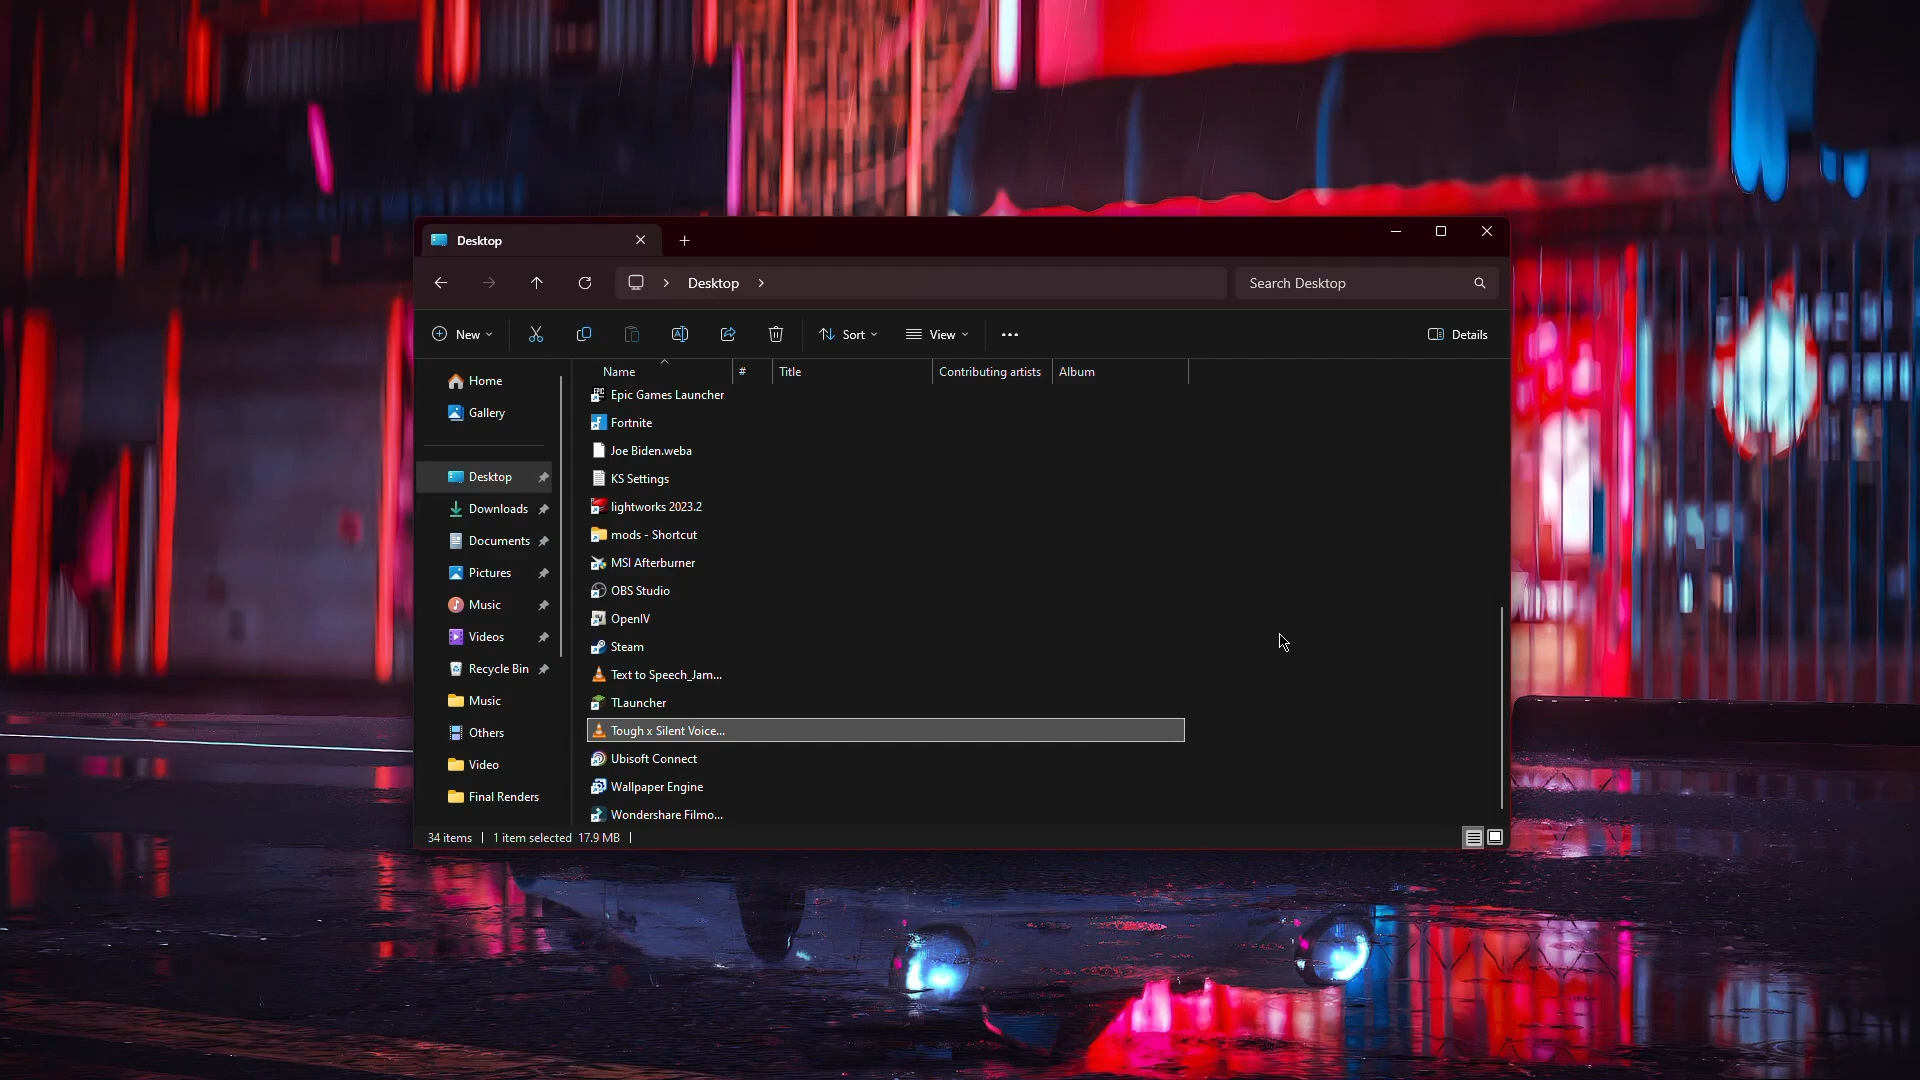 Desktop
Desktop
Search Desktop
New
Sort
View
Details
Name
#
Title
Contributing artists
Album
Home
Gallery
Desktop
Downloads
Documents
Pictures
Music
Videos
Recycle Bin
Music
Others
Video
Final Renders
Epic Games Launcher
Fortnite
Joe Biden.weba
KS Settings
lightworks 2023.2
mods - Shortcut
MSI Afterburner
OBS Studio
OpenIV
Steam
Text to Speech_Jam...
TLauncher
Tough x Silent Voice...
Ubisoft Connect
Wallpaper Engine
Wondershare Filmo...
34 items
1 item selected 17.9 MB